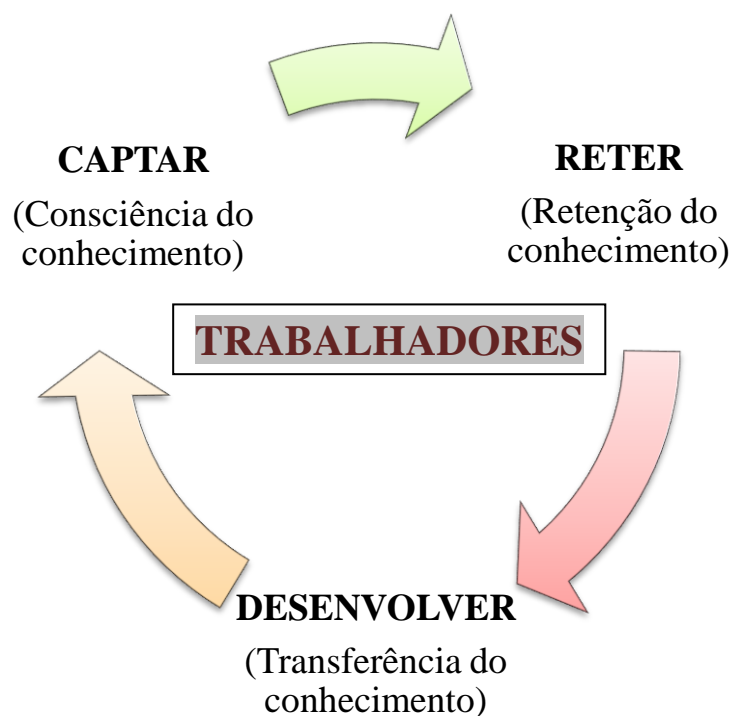 CAPTAR
(Consciência do
conhecimento)
RETER
(Retenção do
conhecimento)
TRABALHADORES
DESENVOLVER
(Transferência do
conhecimento)